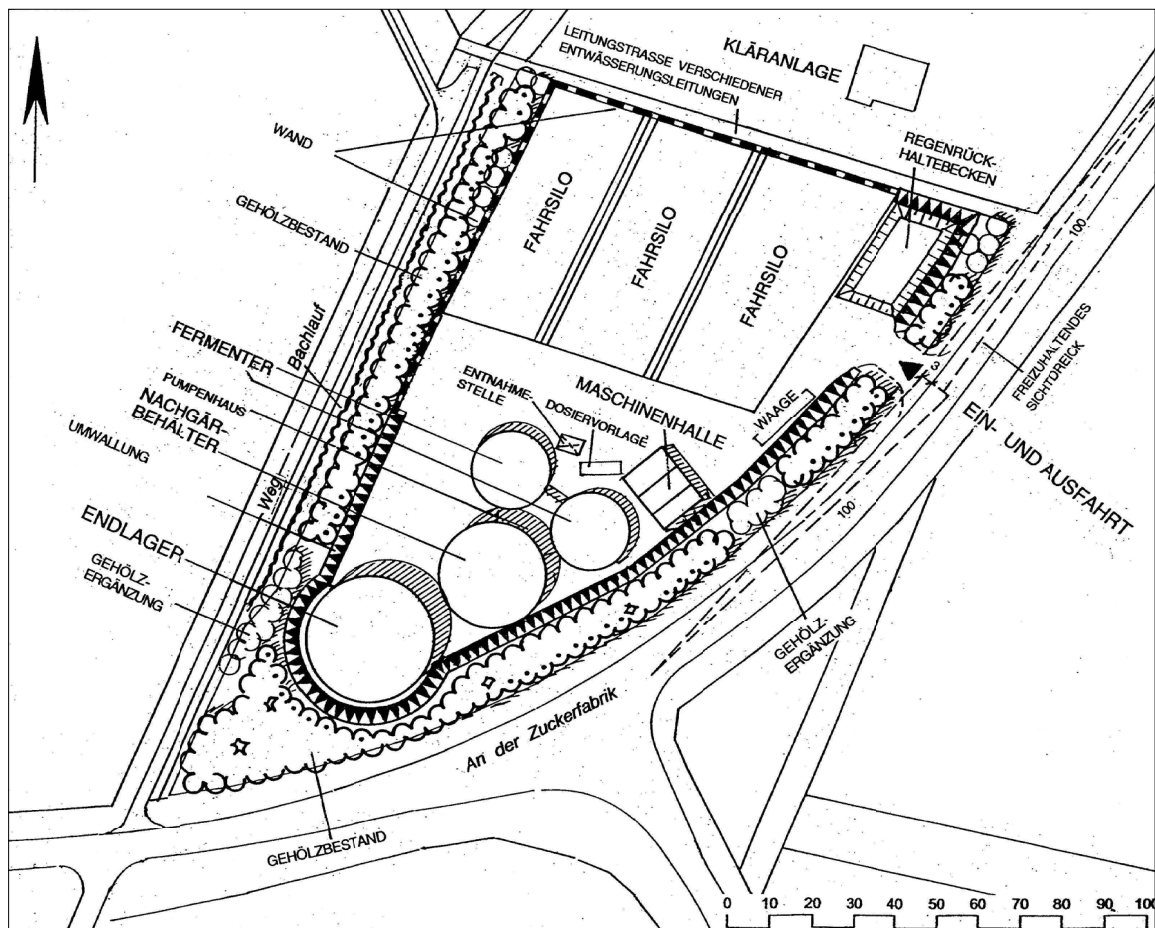 KLÄRANLAGE
LEITUNGSTRASSE VERSCHIEDENER
ENTWÄSSERUNGSLEITUNGEN
WAND
REGENRÜCK-
HALTEBECKEN
GEHÖLZBESTAND
FAHRSILO
FAHRSILO
FAHRSILO
100
Bachlauf
FERMENTER
PUMPENHAUS
NACHGÄR-
BEHÄLTER
UMWALLUNG
ENTNAHME-
STELLE
DOSIERVORLAGE
MASCHINENHALLE
WAAGE
3
FREIZUHALTENDES
SICHTDREICK
EIN- UND AUSFAHRT
Weg
ENDLAGER
GEHÖLZ-
ERGÄNZUNG
100
GEHÖLZ-
ERGÄNZUNG
An der Zuckerfabrik
GEHÖLZBESTAND
0 10 20 30 40 50 60 70 80 90 100